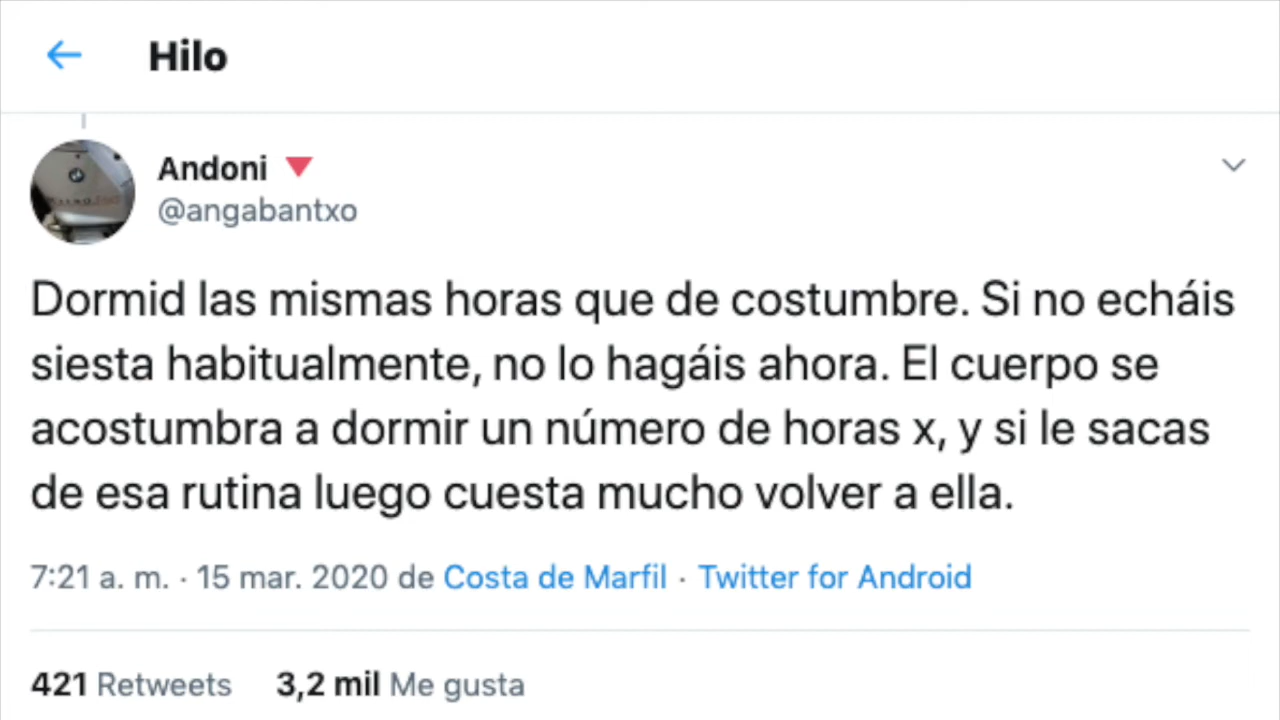 Hilo
Andoni
@angabantxo
Dormid las mismas horas que de costumbre. Si no echáis
siesta habitualmente, no lo hagáis ahora. El cuerpo se
acostumbra a dormir un número de horas x, y si le sacas
de esa rutina luego cuesta mucho volver a ella.
7:21 a. m. · 15 mar. 2020 de Costa de Marfil · Twitter for Android
421 Retweets 3,2 mil Me gusta